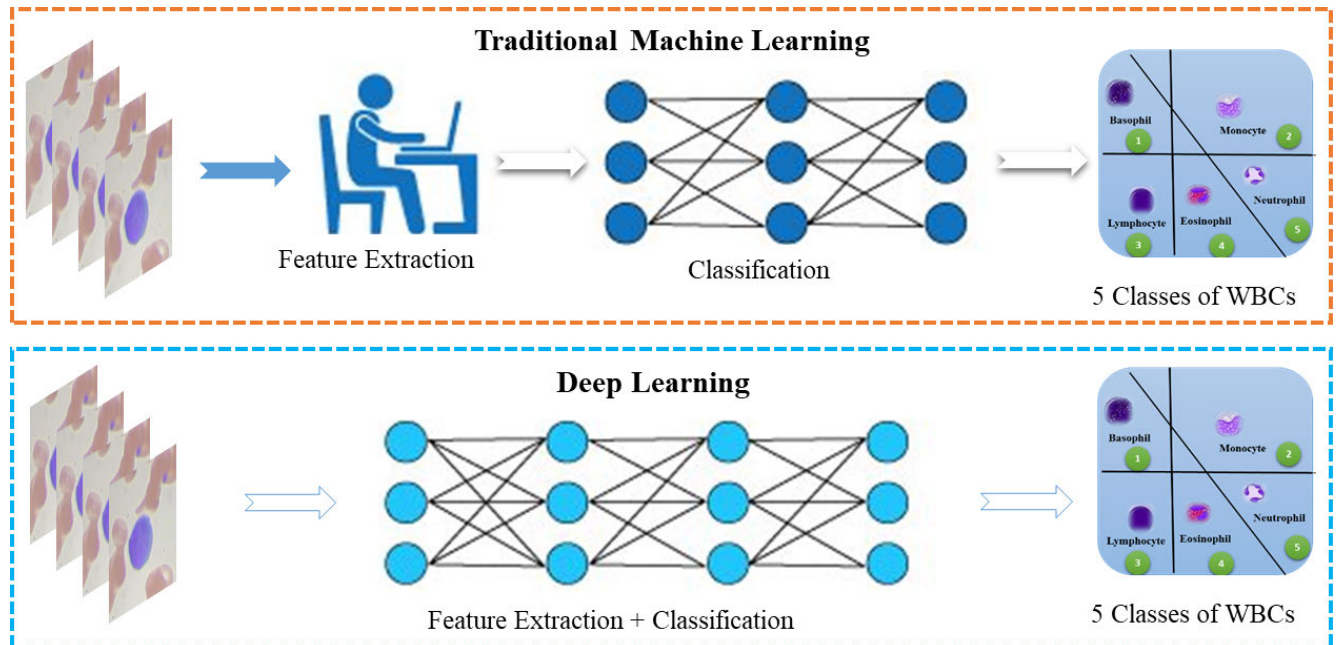 Traditional Machine Learning
Feature Extraction
Classification
Basophil
1
Monocyte
2
Lymphocyte
3
Eosinophil
4
Neutrophil
5
5 Classes of WBCs
Deep Learning
Feature Extraction + Classification
Basophil
1
Monocyte
2
Lymphocyte
3
Eosinophil
4
Neutrophil
5
5 Classes of WBCs